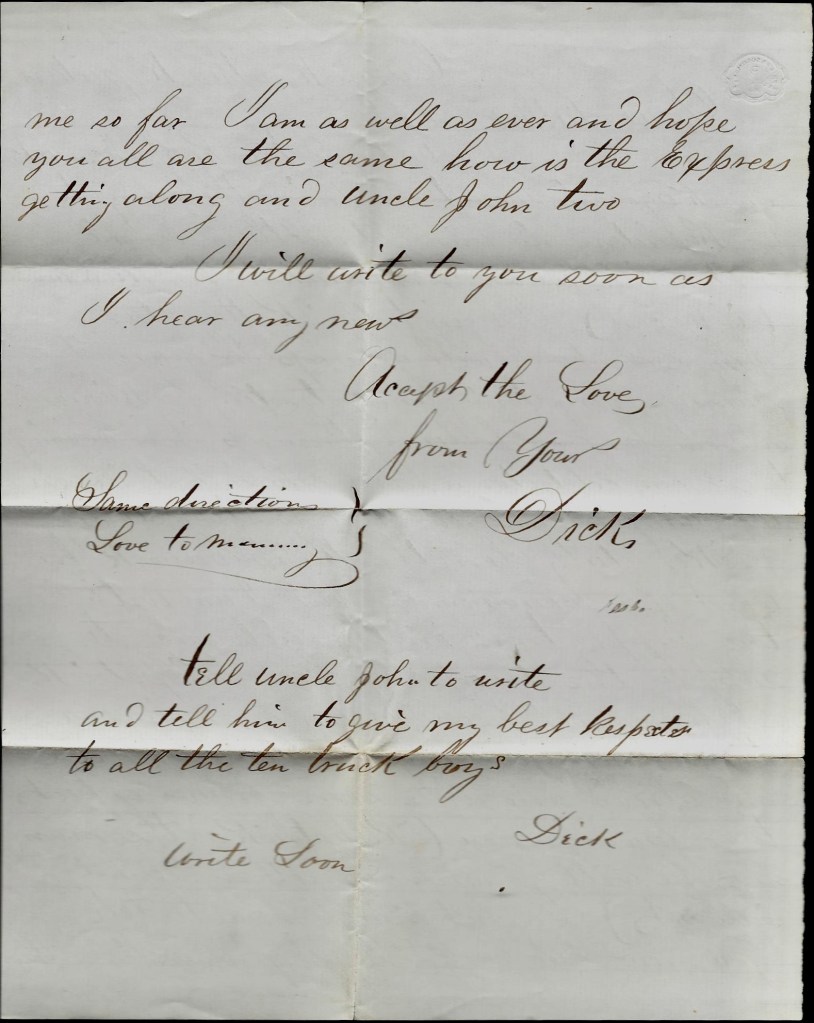 me so far I am as well as ever and hope
you all are the same how is the Express
getting along and uncle John two
I will write to you soon as
I hear any news
Accept the Love
from Yours
Same direction
Dick
Love to mammy
tell uncle John to write
and tell him to give my best Respects
to all the ten truck boys
Dick
write Soon